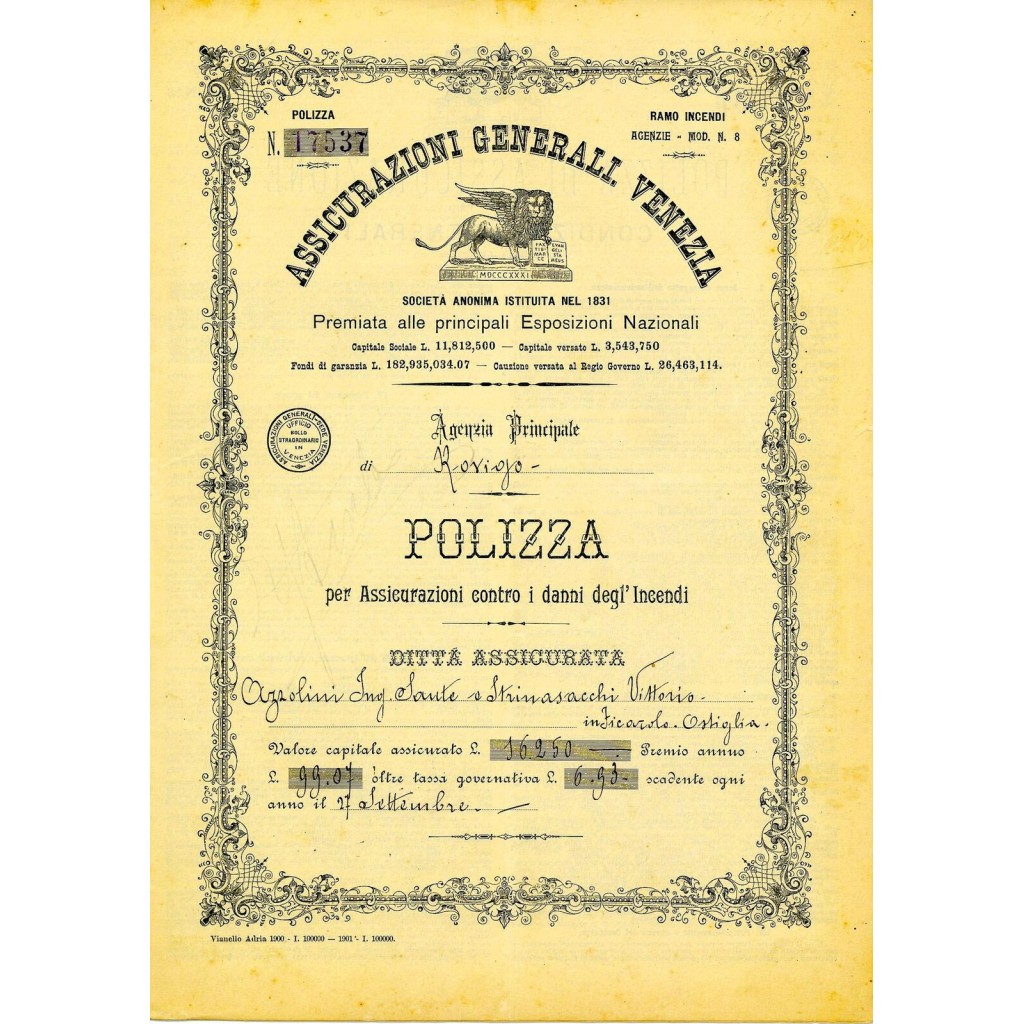 POLIZZA
N. 17537
RAMO INCENDI
AGENZIE - MOD. N. 8
ASSICURAZIONI GENERALI. VENEZIA
PAX TIBI MARCE EVANGELISTA MEUS
MDCCCXXXI
SOCIETÀ ANONIMA ISTITUITA NEL 1831
Premiata alle principali Esposizioni Nazionali
Capitale Sociale L. 11,812,500 — Capitale versato L. 3,543,750
Fondi di garanzia L. 182,935,034.07 — Cauzione versata al Regio Governo L. 26,463,114.
ASSICURAZIONI GENERALI - SEDE VENEZIA
UFFICIO
BOLLO
STRAORDINARIO
IN
VENEZIA
Agenzia Principale
di Rovigo -
POLIZZA
per Assicurazioni contro i danni degl' Incendi
DITTÀ ASSICURATA
Azzolini Ing. Sante e Strinasacchi Vittorio -
in Ficarolo - Ostiglia -
Valore capitale assicurato L. 16250 —. Premio annuo
L. 99.07 oltre tassa governativa L. 6.93 - scadente ogni
anno il 27 Settembre. —
Vianello Adria 1900 - I. 100000 — 1901 - I. 100000.